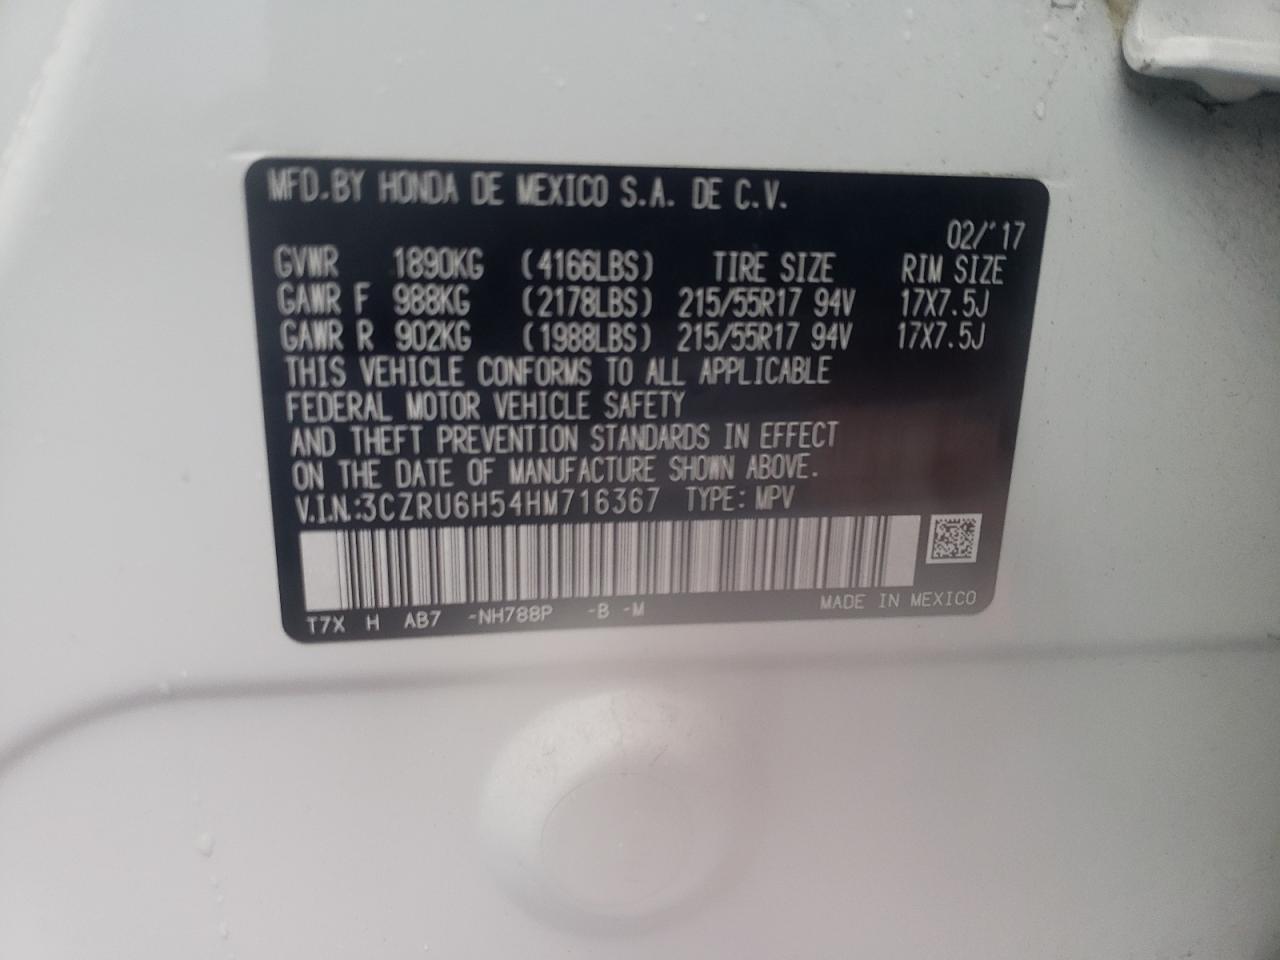 MFD.BY HONDA DE MEXICO S.A. DE C.V.
02/'17
GVWR 1890KG (4166LBS) TIRE SIZE RIM SIZE
GAWR F 988KG (2178LBS) 215/55R17 94V 17X7.5J
GAWR R 902KG (1988LBS) 215/55R17 94V 17X7.5J
THIS VEHICLE CONFORMS TO ALL APPLICABLE
FEDERAL MOTOR VEHICLE SAFETY
AND THEFT PREVENTION STANDARDS IN EFFECT
ON THE DATE OF MANUFACTURE SHOWN ABOVE.
V.I.N.:3CZRU6H54HM716367 TYPE: MPV
T7X H AB7 -NH788P -B -M MADE IN MEXICO